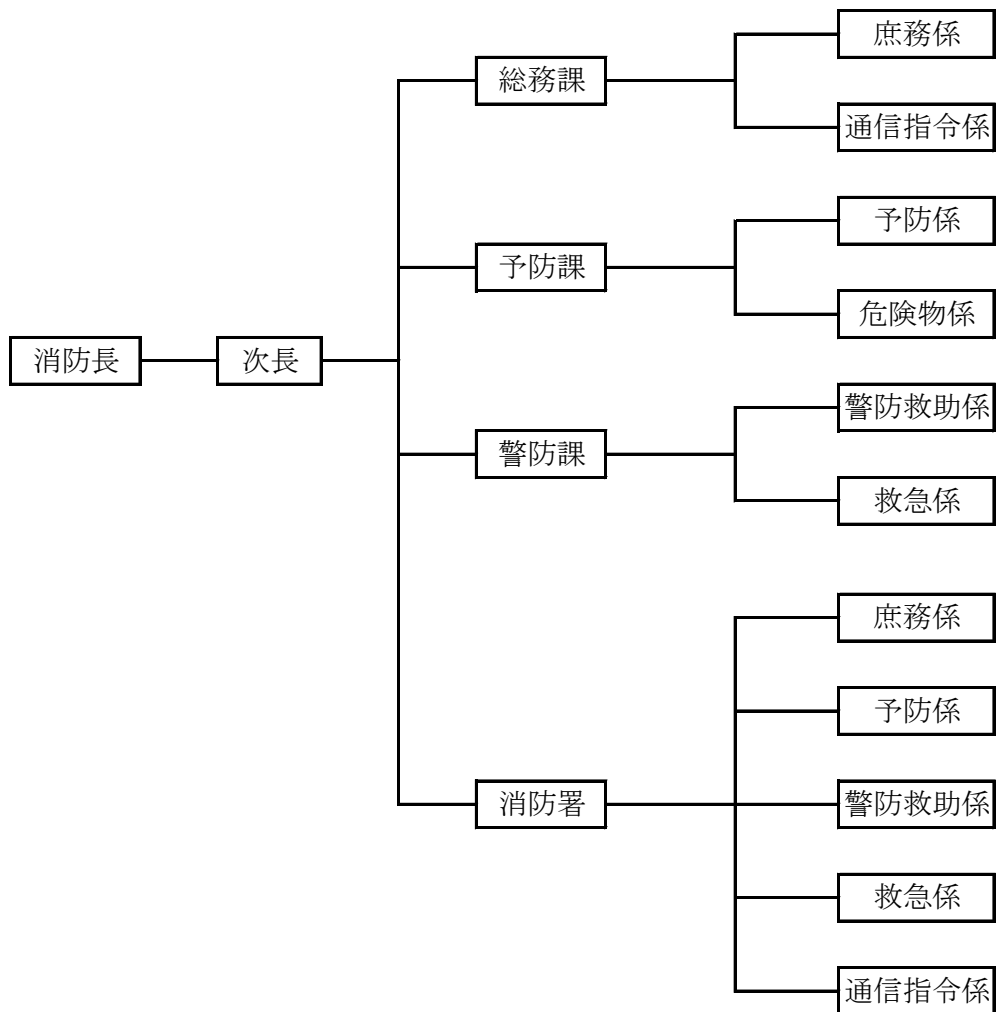 消防長
次長
総務課
庶務係
通信指令係
予防課
予防係
危険物係
警防課
警防救助係
救急係
消防署
庶務係
予防係
警防救助係
救急係
通信指令係